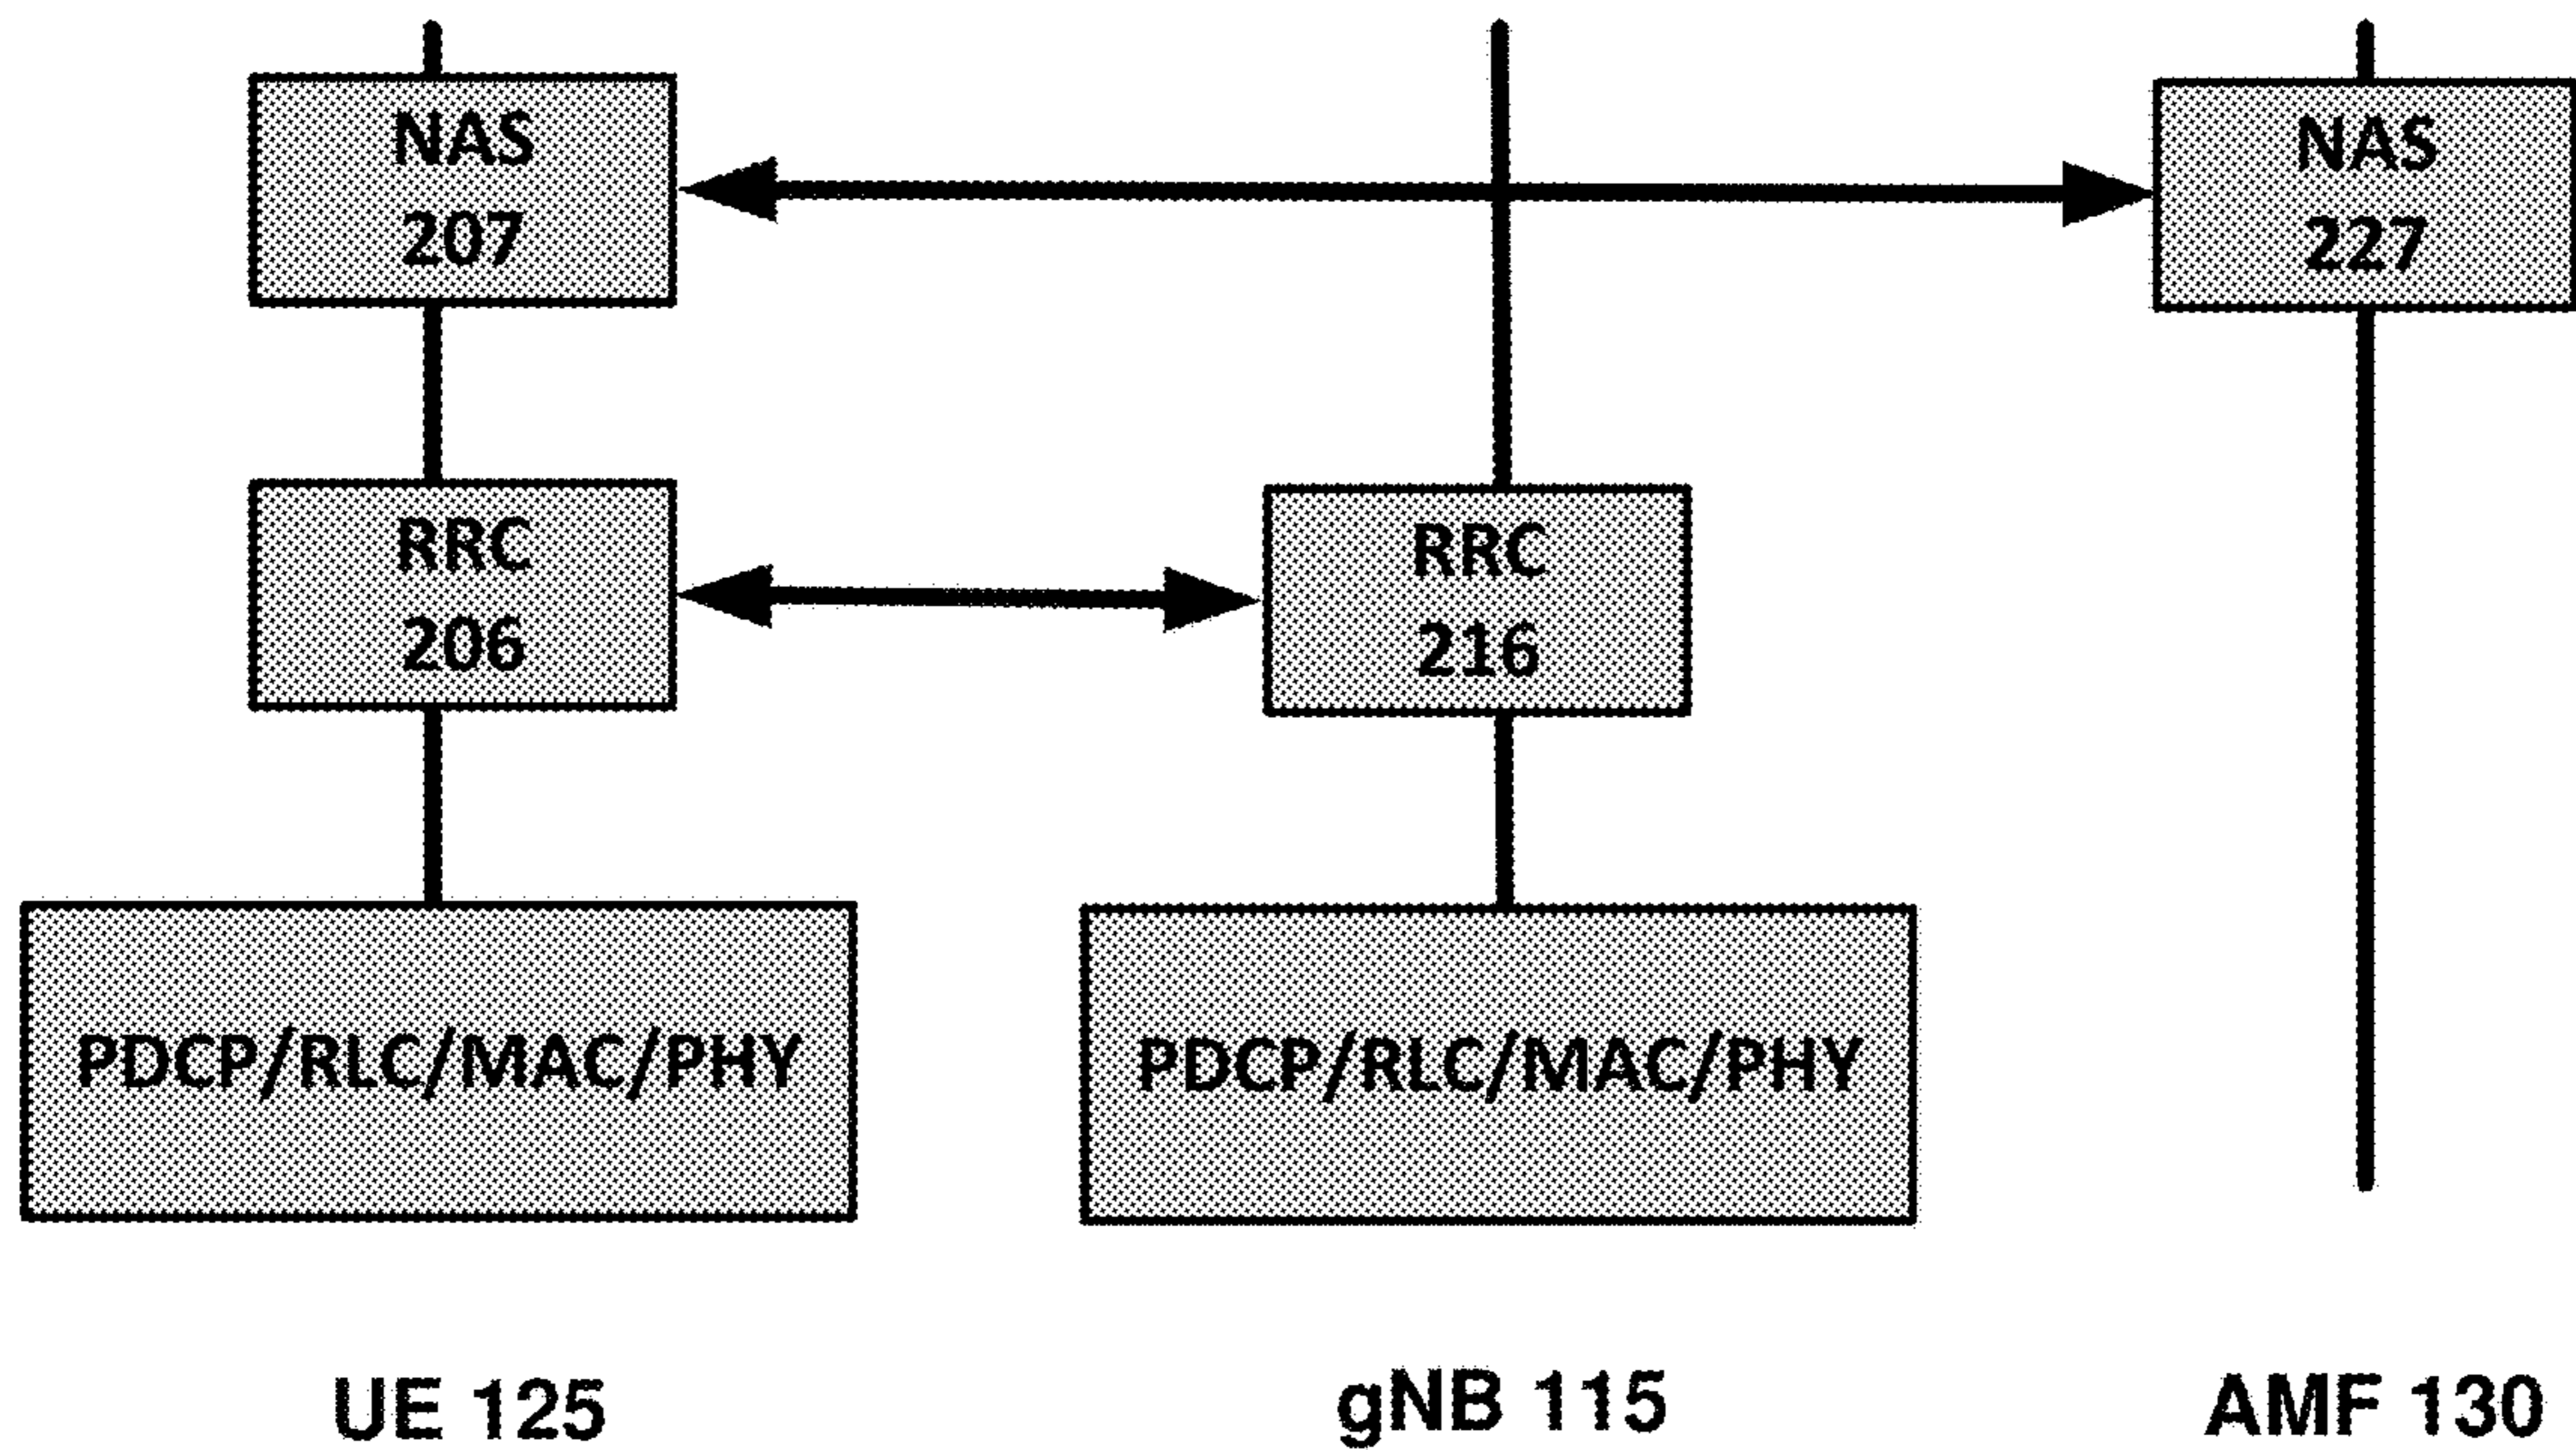 NAS
207
NAS
227
RRC
206
RRC
216
PDCP/RLC/MAC/PHY
PDCP/RLC/MAC/PHY
UE 125
gNB 115
AMF 130